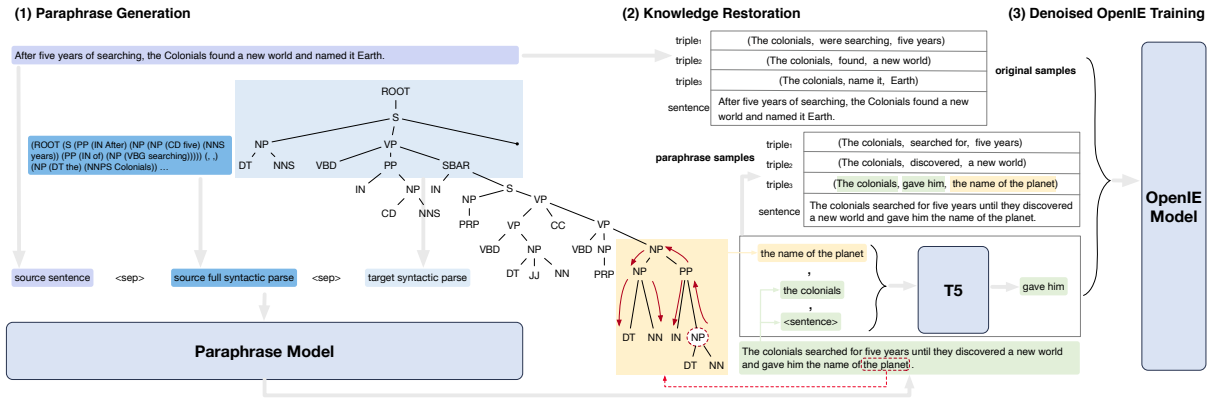 (1) Paraphrase Generation
(2) Knowledge Restoration
(3) Denoised OpenIE Training
After five years of searching, the Colonials found a new world and named it Earth.
ROOT
S
NP
VP
.
DT
NNS
VBD
PP
SBAR
IN
NP
IN
S
CD
NNS
NP
VP
PRP
VP
CC
VP
VBD
NP
VBD
NP
NP
DT
JJ
NN
PRP
NP
PP
DT
NN
IN
NP
DT
NN
(ROOT (S (PP (IN After) (NP (NP (CD five) (NNS
years)) (PP (IN of) (NP (VBG searching))))) (, ,)
(NP (DT the) (NNPS Colonials)) ...
source sentence
<sep>
source full syntactic parse
<sep>
target syntactic parse
Paraphrase Model
triple1
(The colonials, were searching, five years)
triple2
(The colonials, found, a new world)
triple3
(The colonials, name it, Earth)
sentence
After five years of searching, the Colonials found a new
world and named it Earth.
original samples
paraphrase samples
triple1
(The colonials, searched for, five years)
triple2
(The colonials, discovered, a new world)
triple3
(The colonials, gave him, the name of the planet)
sentence
The colonials searched for five years until they discovered
a new world and gave him the name of the planet.
the name of the planet
,
the colonials
,
<sentence>
T5
gave him
The colonials searched for five years until they discovered a new world
and gave him the name of the planet.
OpenIE
Model